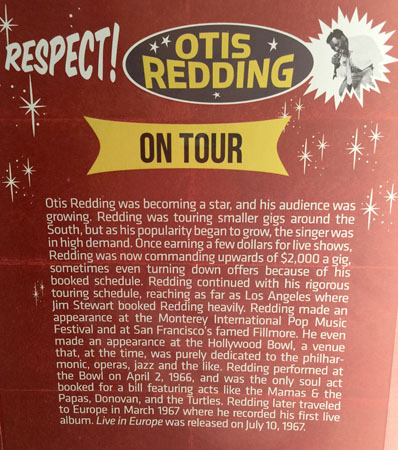 RESPECT!
OTIS
REDDING
ON TOUR
Otis Redding was becoming a star, and his audience was
growing. Redding was touring smaller gigs around the
South, but as his popularity began to grow, the singer was
in high demand. Once earning a few dollars for live shows,
Redding was now commanding upwards of $2,000 a gig,
sometimes even turning down offers because of his
booked schedule. Redding continued with his rigorous
touring schedule, reaching as far as Los Angeles where
Jim Stewart booked Redding heavily. Redding made an
appearance at the Monterey International Pop Music
Festival and at San Francisco's famed Fillmore. He even
made an appearance at the Hollywood Bowl, a venue
that, at the time, was purely dedicated to the philhar-
monic, operas, jazz and the like. Redding performed at
the Bowl on April 2, 1966, and was the only soul act
booked for a bill featuring acts like the Mamas & the
Papas, Donovan, and the Turtles. Redding later traveled
to Europe in March 1967 where he recorded his first live
album. Live in Europe was released on July 10, 1967.